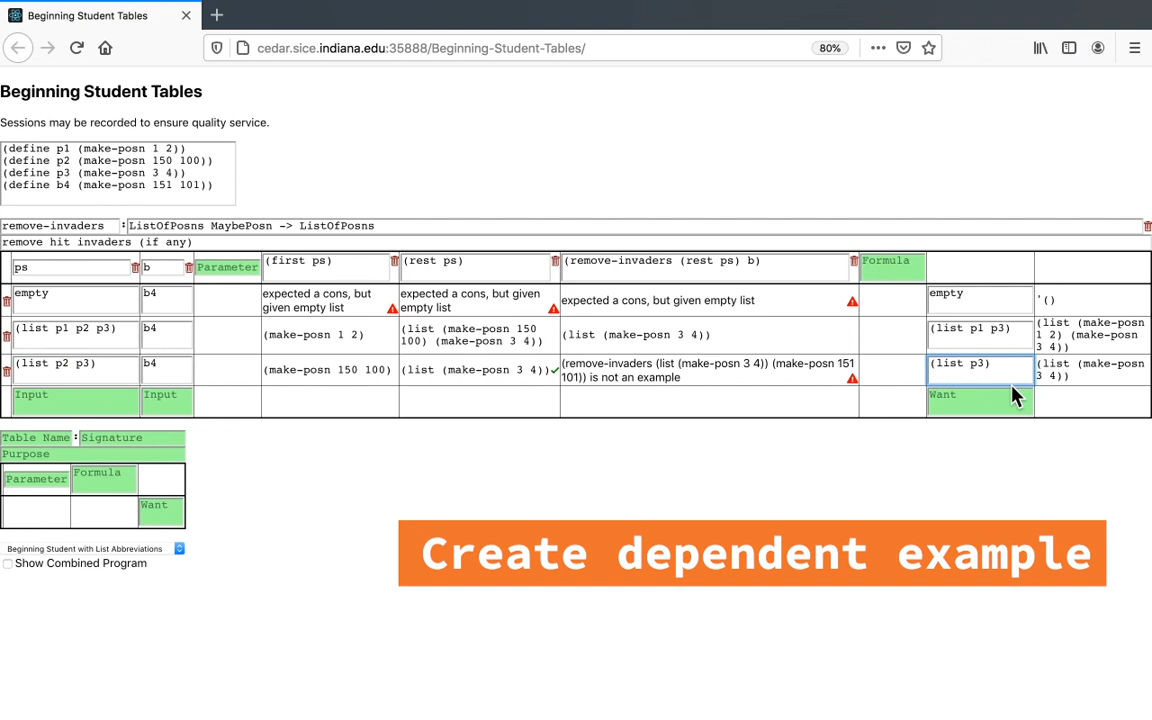 Beginning Student Tables
cedar.sice.indiana.edu:35888/Beginning-Student-Tables/
80%
Beginning Student Tables
Sessions may be recorded to ensure quality service.
(define p1 (make-posn 1 2))
(define p2 (make-posn 150 100))
(define p3 (make-posn 3 4))
(define b4 (make-posn 151 101))
remove-invaders : ListOfPosns MaybePosn -> ListOfPosns
remove hit invaders (if any)
ps b Parameter (first ps) (rest ps) (remove-invaders (rest ps) b) Formula
empty b4 expected a cons, but given empty list expected a cons, but given empty list expected a cons, but given empty list empty '()
(list p1 p2 p3) b4 (make-posn 1 2) (list (make-posn 150 100) (make-posn 3 4)) (list (make-posn 3 4)) (list p1 p3) (list (make-posn 1 2) (make-posn 3 4))
(list p2 p3) b4 (make-posn 150 100) (list (make-posn 3 4)) (remove-invaders (list (make-posn 3 4)) (make-posn 151 101)) is not an example (list p3) (list (make-posn 3 4))
Input Input Want
Table Name : Signature
Purpose
Parameter Formula
Want
Beginning Student with List Abbreviations
Show Combined Program
Create dependent example